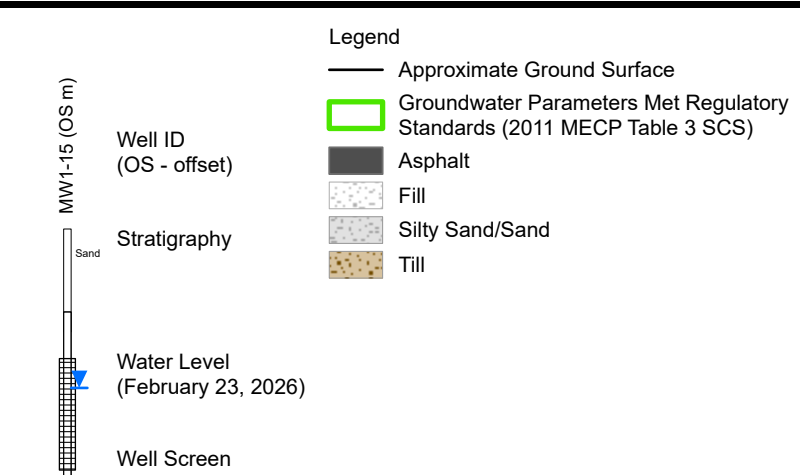 MW1-15 (OS m)
Well ID
(OS - offset)
Stratigraphy
Sand
Water Level
(February 23, 2026)
Well Screen
Legend
Approximate Ground Surface
Groundwater Parameters Met Regulatory
Standards (2011 MECP Table 3 SCS)
Asphalt
Fill
Silty Sand/Sand
Till